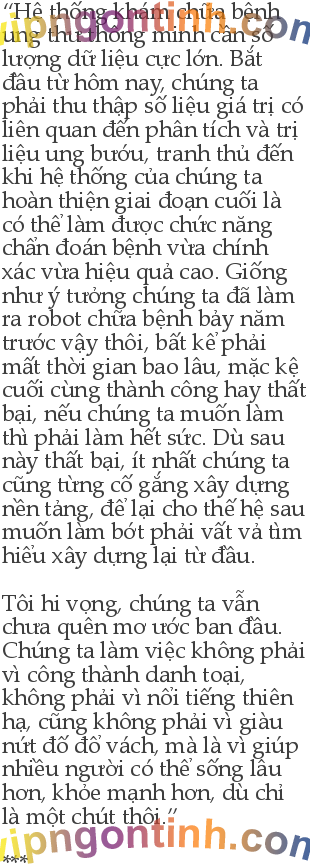 “Hệ thống khám chữa bệnh
ung thư thông minh cần số
lượng dữ liệu cực lớn. Bắt
đầu từ hôm nay, chúng ta
phải thu thập số liệu giá trị có
liên quan đến phân tích và trị
liệu ung bướu, tranh thủ đến
khi hệ thống của chúng ta
hoàn thiện giai đoạn cuối là
có thể làm được chức năng
chẩn đoán bệnh vừa chính
xác vừa hiệu quả cao. Giống
như ý tưởng chúng ta đã làm
ra robot chữa bệnh bảy năm
trước vậy thôi, bất kể phải
mất thời gian bao lâu, mặc kệ
cuối cùng thành công hay thất
bại, nếu chúng ta muốn làm
thì phải làm hết sức. Dù sau
này thất bại, ít nhất chúng ta
cũng từng cố gắng xây dựng
nền tảng, để lại cho thế hệ sau
muốn làm bớt phải vất vả tìm
hiểu xây dựng lại từ đầu.
Tôi hi vọng, chúng ta vẫn
chưa quên mơ ước ban đầu.
Chúng ta làm việc không phải
vì công thành danh toại,
không phải vì nổi tiếng thiên
hạ, cũng không phải vì giàu
nứt đố đổ vách, mà là vì giúp
nhiều người có thể sống lâu
hơn, khỏe mạnh hơn, dù chỉ
là một chút thôi.“
vipngontinh.com
***